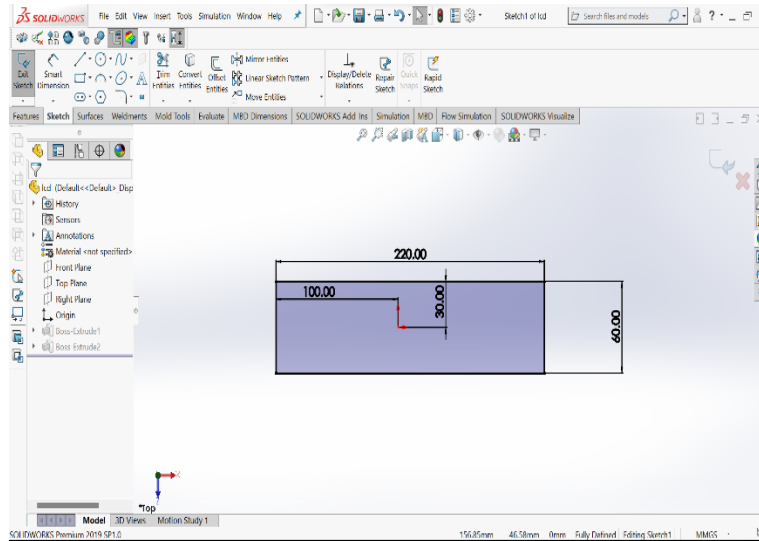 SOLIDWORKS File Edit View Insert Tools Simulation Window Help Sketch1 of lcd Search files and models ?
Exit Sketch Smart Dimension Trim Entities Convert Entities Offset Entities Mirror Entities Linear Sketch Pattern Move Entities Display/Delete Relations Repair Sketch Quick Snaps Rapid Sketch
Features Sketch Surfaces Weldments Mold Tools Evaluate MBD Dimensions SOLIDWORKS Add Ins Simulation MBD Flow Simulation SOLIDWORKS Visualize
lcd (Default<<Default> Disp
History
Sensors
Annotations
Material <not specified>
Front Plane
Top Plane
Right Plane
Origin
Boss-Extrude1
Boss Extrude2
220.00
100.00
30.00
60.00
*Top
Model 3D Views Motion Study 1
SOLIDWORKS Premium 2019 SP1.0 156.85mm 46.58mm 0mm Fully Defined Editing Sketch1 MMGS